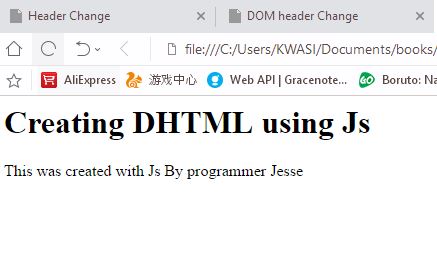 Header Change
DOM header Change
file:///C:/Users/KWASI/Documents/books/
AliExpress 游戏中心 Web API | Gracenote... GO Boruto: Na
Creating DHTML using Js
This was created with Js By programmer Jesse